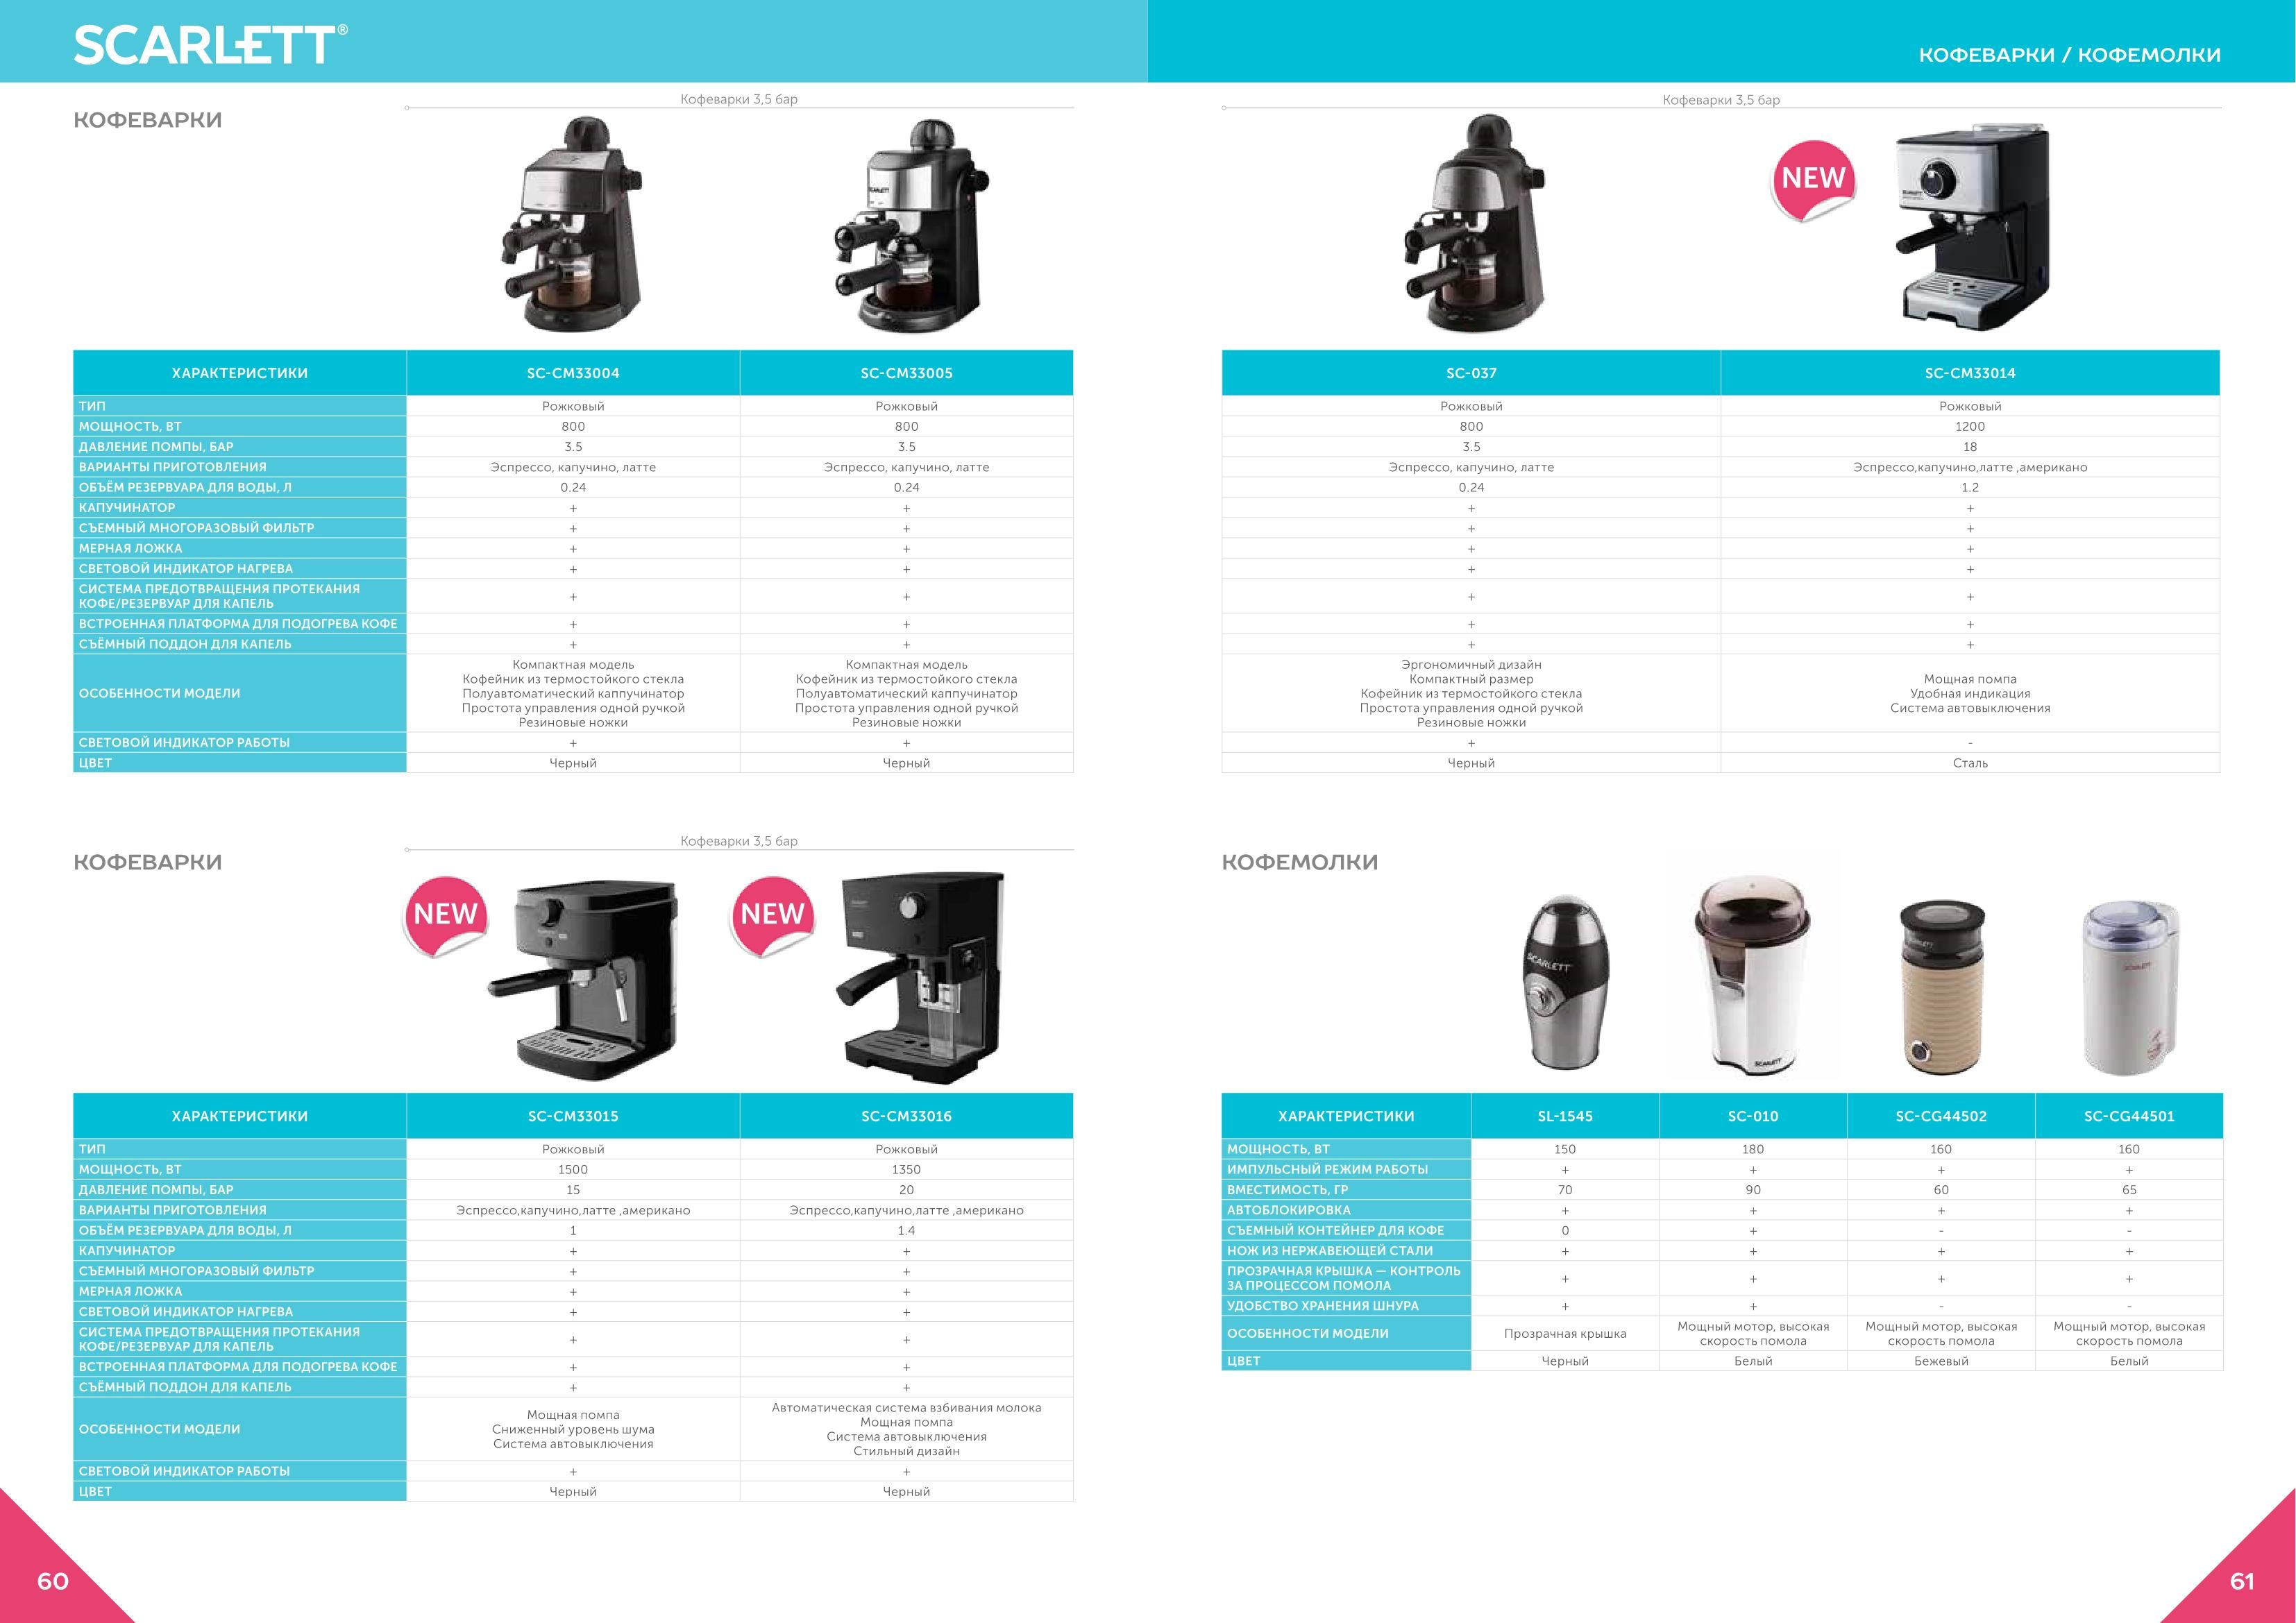 SCARLETT®
КОФЕВАРКИ / КОФЕМОЛКИ
КОФЕВАРКИ
Кофеварки 3,5 бар
ХАРАКТЕРИСТИКИ SC-CM33004 SC-CM33005
ТИП Рожковый Рожковый
МОЩНОСТЬ, ВТ 800 800
ДАВЛЕНИЕ ПОМПЫ, БАР 3.5 3.5
ВАРИАНТЫ ПРИГОТОВЛЕНИЯ Эспрессо, капучино, латте Эспрессо, капучино, латте
ОБЪЁМ РЕЗЕРВУАРА ДЛЯ ВОДЫ, Л 0.24 0.24
КАПУЧИНАТОР + +
СЪЕМНЫЙ МНОГОРАЗОВЫЙ ФИЛЬТР + +
МЕРНАЯ ЛОЖКА + +
СВЕТОВОЙ ИНДИКАТОР НАГРЕВА + +
СИСТЕМА ПРЕДОТВРАЩЕНИЯ ПРОТЕКАНИЯ
КОФЕ/РЕЗЕРВУАР ДЛЯ КАПЕЛЬ + +
ВСТРОЕННАЯ ПЛАТФОРМА ДЛЯ ПОДОГРЕВА КОФЕ + +
СЪЁМНЫЙ ПОДДОН ДЛЯ КАПЕЛЬ + +
ОСОБЕННОСТИ МОДЕЛИ
Компактная модель Компактная модель
Кофейник из термостойкого стекла Кофейник из термостойкого стекла
Полуавтоматический каппучинатор Полуавтоматический каппучинатор
Простота управления одной ручкой Простота управления одной ручкой
Резиновые ножки Резиновые ножки
СВЕТОВОЙ ИНДИКАТОР РАБОТЫ + +
ЦВЕТ Черный Черный
Кофеварки 3,5 бар
NEW
SC-037 SC-CM33014
Рожковый Рожковый
800 1200
3.5 18
Эспрессо, капучино, латте Эспрессо,капучино,латте ,американо
0.24 1.2
+ +
+ +
+ +
+ +
+ +
+ +
+ +
Эргономичный дизайн
Компактный размер
Кофейник из термостойкого стекла
Простота управления одной ручкой
Резиновые ножки
Мощная помпа
Удобная индикация
Система автовыключения
+ -
Черный Сталь
КОФЕВАРКИ
Кофеварки 3,5 бар
NEW NEW
ХАРАКТЕРИСТИКИ SC-CM33015 SC-CM33016
ТИП Рожковый Рожковый
МОЩНОСТЬ, ВТ 1500 1350
ДАВЛЕНИЕ ПОМПЫ, БАР 15 20
ВАРИАНТЫ ПРИГОТОВЛЕНИЯ Эспрессо,капучино,латте ,американо Эспрессо,капучино,латте ,американо
ОБЪЁМ РЕЗЕРВУАРА ДЛЯ ВОДЫ, Л 1 1.4
КАПУЧИНАТОР + +
СЪЕМНЫЙ МНОГОРАЗОВЫЙ ФИЛЬТР + +
МЕРНАЯ ЛОЖКА + +
СВЕТОВОЙ ИНДИКАТОР НАГРЕВА + +
СИСТЕМА ПРЕДОТВРАЩЕНИЯ ПРОТЕКАНИЯ
КОФЕ/РЕЗЕРВУАР ДЛЯ КАПЕЛЬ + +
ВСТРОЕННАЯ ПЛАТФОРМА ДЛЯ ПОДОГРЕВА КОФЕ + +
СЪЁМНЫЙ ПОДДОН ДЛЯ КАПЕЛЬ + +
ОСОБЕННОСТИ МОДЕЛИ
Мощная помпа
Сниженный уровень шума
Система автовыключения
Автоматическая система взбивания молока
Мощная помпа
Система автовыключения
Стильный дизайн
СВЕТОВОЙ ИНДИКАТОР РАБОТЫ + +
ЦВЕТ Черный Черный
КОФЕМОЛКИ
SCARLETT
SCARLETT
SCARLETT
SCARLETT
ХАРАКТЕРИСТИКИ SL-1545 SC-010 SC-CG44502 SC-CG44501
МОЩНОСТЬ, ВТ 150 180 160 160
ИМПУЛЬСНЫЙ РЕЖИМ РАБОТЫ + + + +
ВМЕСТИМОСТЬ, ГР 70 90 60 65
АВТОБЛОКИРОВКА + + + +
СЪЕМНЫЙ КОНТЕЙНЕР ДЛЯ КОФЕ 0 + - -
НОЖ ИЗ НЕРЖАВЕЮЩЕЙ СТАЛИ + + + +
ПРОЗРАЧНАЯ КРЫШКА — КОНТРОЛЬ
ЗА ПРОЦЕССОМ ПОМОЛА + + + +
УДОБСТВО ХРАНЕНИЯ ШНУРА + + - -
ОСОБЕННОСТИ МОДЕЛИ Прозрачная крышка
Мощный мотор, высокая Мощный мотор, высокая Мощный мотор, высокая
скорость помола скорость помола скорость помола
ЦВЕТ Черный Белый Бежевый Белый
60
61